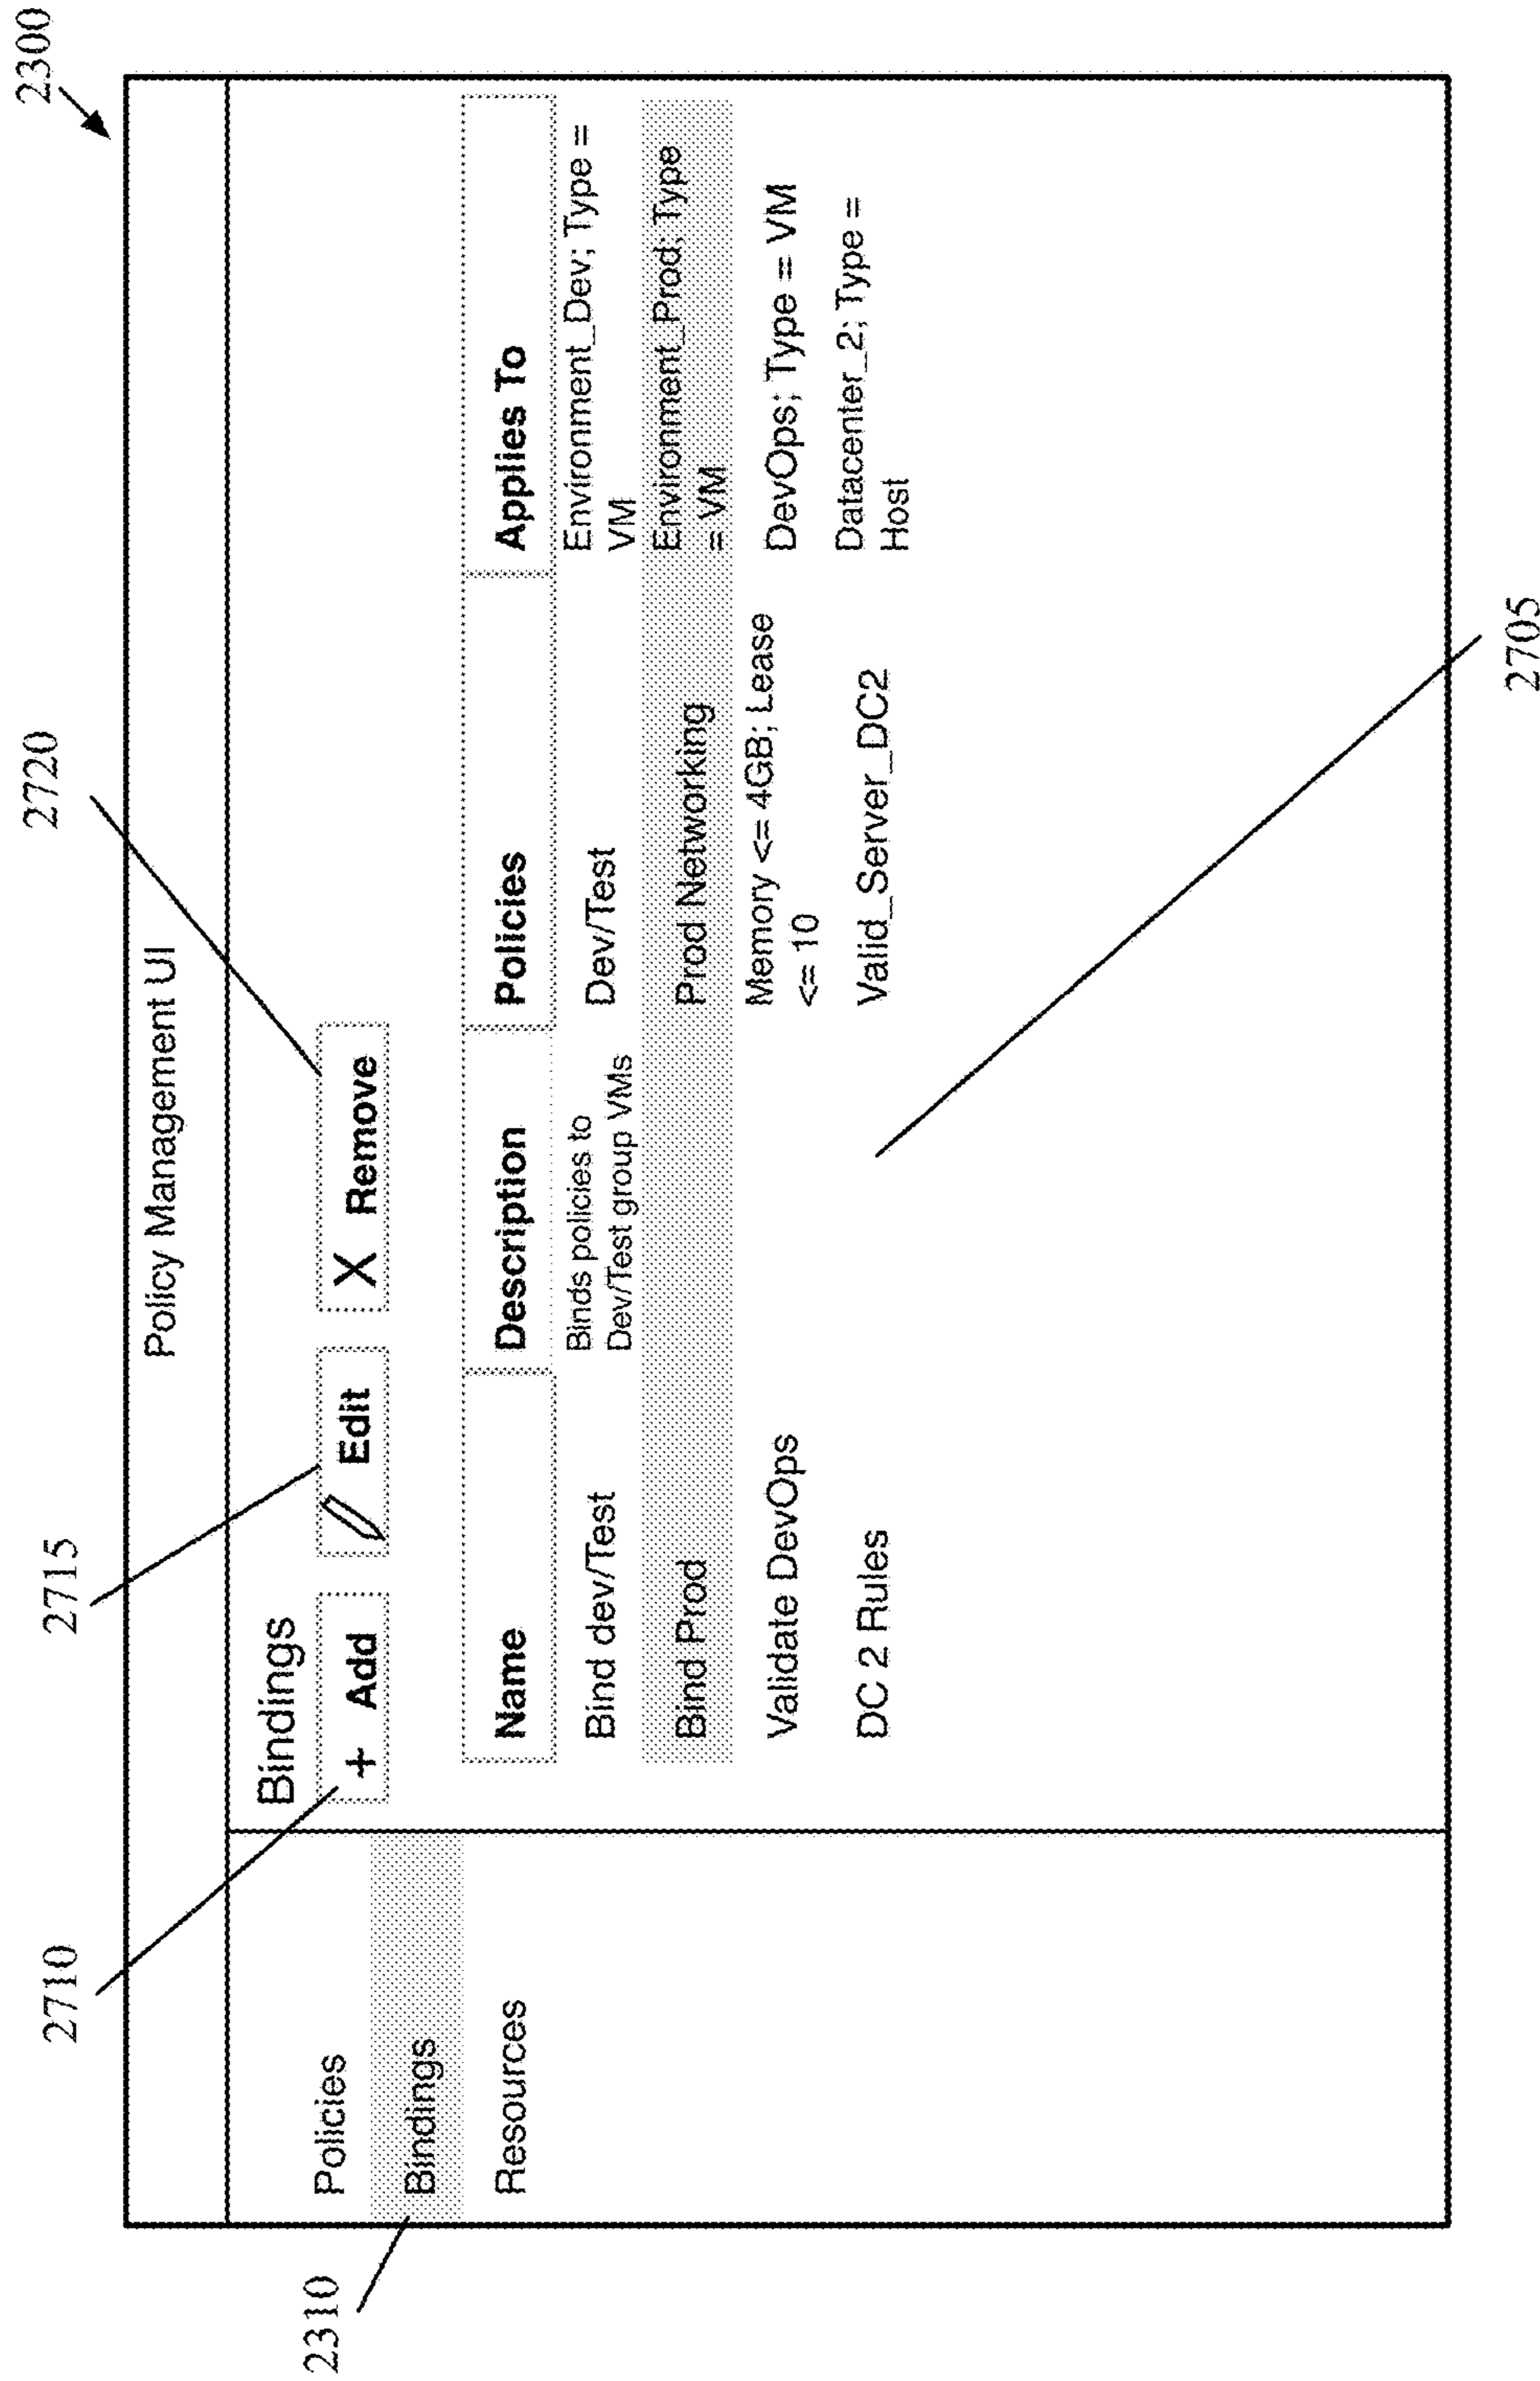 2300
Policy Management UI
2710
2715
2720
2310
Policies
Bindings
Resources
Bindings
+ Add
Edit
X Remove
Name
Description
Policies
Applies To
Bind dev/Test
Binds policies to
Dev/Test group VMs
Dev/Test
Environment_Dev; Type =
VM
Bind Prod
Prod Networking
Environment_Prod; Type
= VM
Validate DevOps
Memory <= 4GB; Lease
<= 10
DevOps; Type = VM
DC 2 Rules
Valid_Server_DC2
Datacenter_2; Type =
Host
2705